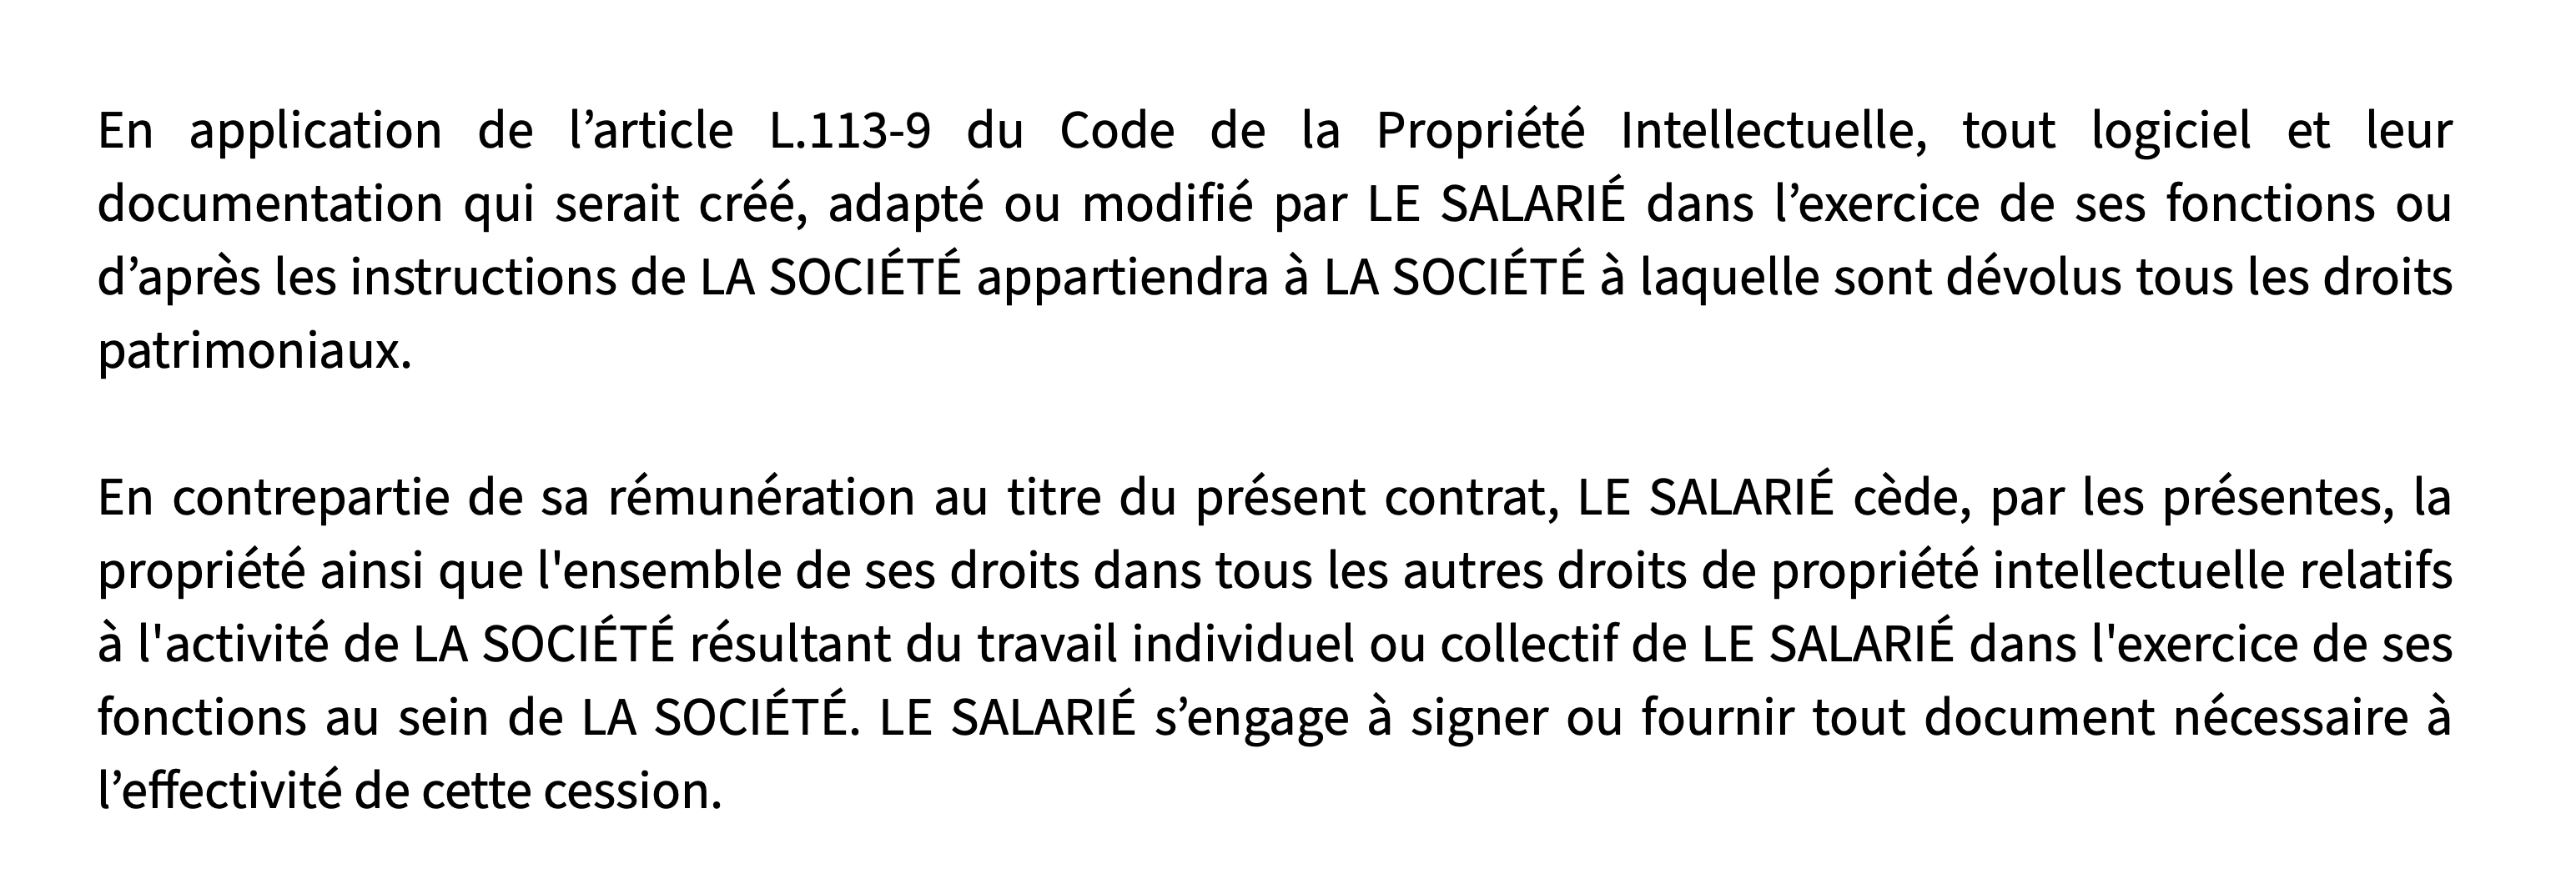 En application de l’article L.113-9 du Code de la Propriété Intellectuelle, tout logiciel et leur
documentation qui serait créé, adapté ou modifié par LE SALARIÉ dans l’exercice de ses fonctions ou
d’après les instructions de LA SOCIÉTÉ appartiendra à LA SOCIÉTÉ à laquelle sont dévolus tous les droits
patrimoniaux.
En contrepartie de sa rémunération au titre du présent contrat, LE SALARIÉ cède, par les présentes, la
propriété ainsi que l'ensemble de ses droits dans tous les autres droits de propriété intellectuelle relatifs
à l'activité de LA SOCIÉTÉ résultant du travail individuel ou collectif de LE SALARIÉ dans l'exercice de ses
fonctions au sein de LA SOCIÉTÉ. LE SALARIÉ s’engage à signer ou fournir tout document nécessaire à
l’effectivité de cette cession.